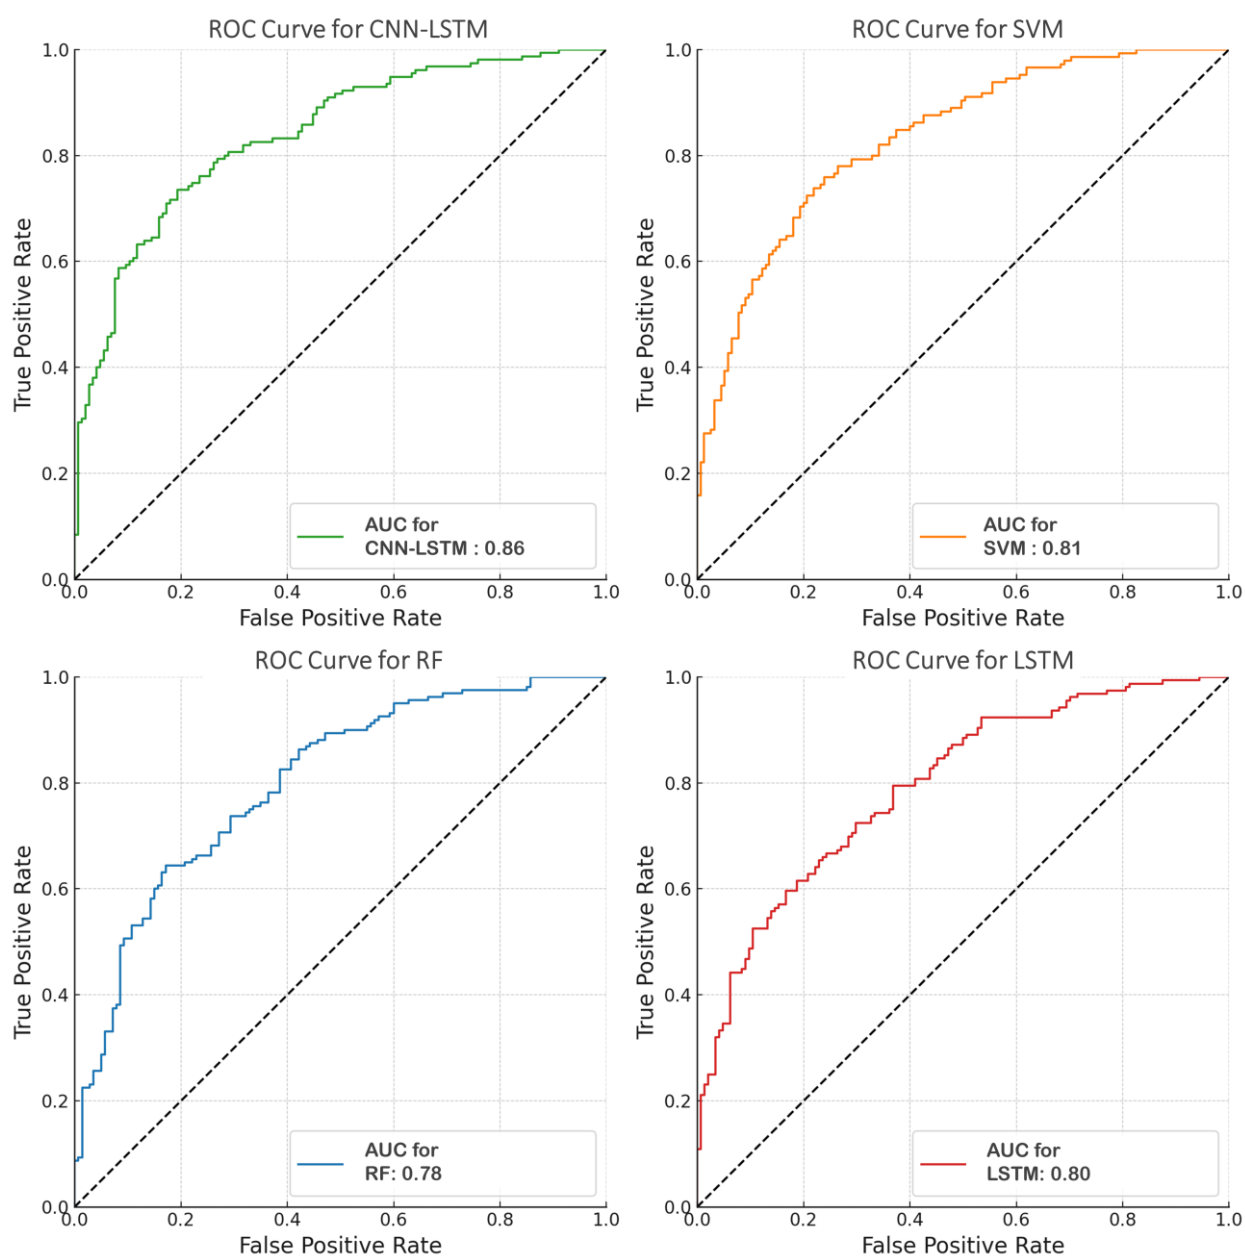 ROC Curve for CNN-LSTM
1.0
0.8
0.6
0.4
0.2
0.0
True Positive Rate
AUC for
CNN-LSTM : 0.86
0.0 0.2 0.4 0.6 0.8 1.0
False Positive Rate
ROC Curve for SVM
1.0
0.8
0.6
0.4
0.2
0.0
True Positive Rate
AUC for
SVM : 0.81
0.0 0.2 0.4 0.6 0.8 1.0
False Positive Rate
ROC Curve for RF
1.0
0.8
0.6
0.4
0.2
0.0
True Positive Rate
AUC for
RF: 0.78
0.0 0.2 0.4 0.6 0.8 1.0
False Positive Rate
ROC Curve for LSTM
1.0
0.8
0.6
0.4
0.2
0.0
True Positive Rate
AUC for
LSTM: 0.80
0.0 0.2 0.4 0.6 0.8 1.0
False Positive Rate